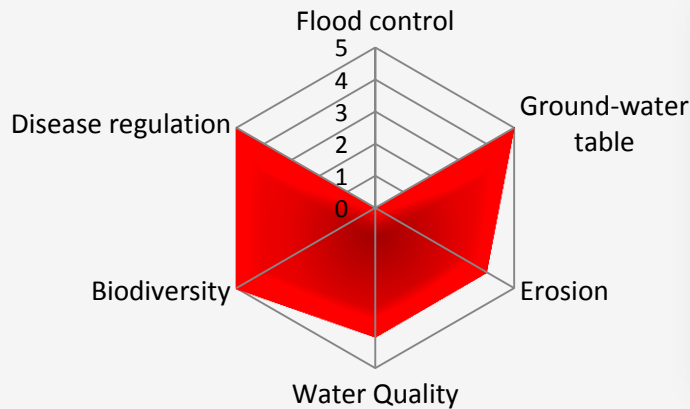 Flood control
5
4
3
2
1
0
Ground-water
table
Erosion
Water Quality
Biodiversity
Disease regulation